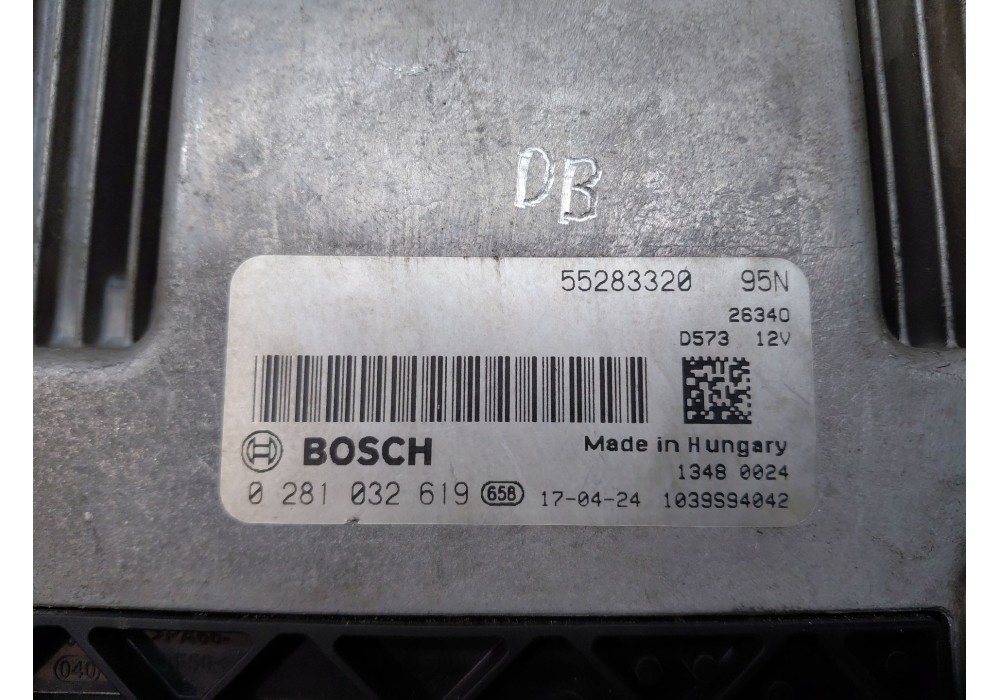 DB
55283320 95N
26340
D573 12V
BOSCH
Made in Hungary
1348 0024
0 281 032 619 658 17-04-24 1039S94042